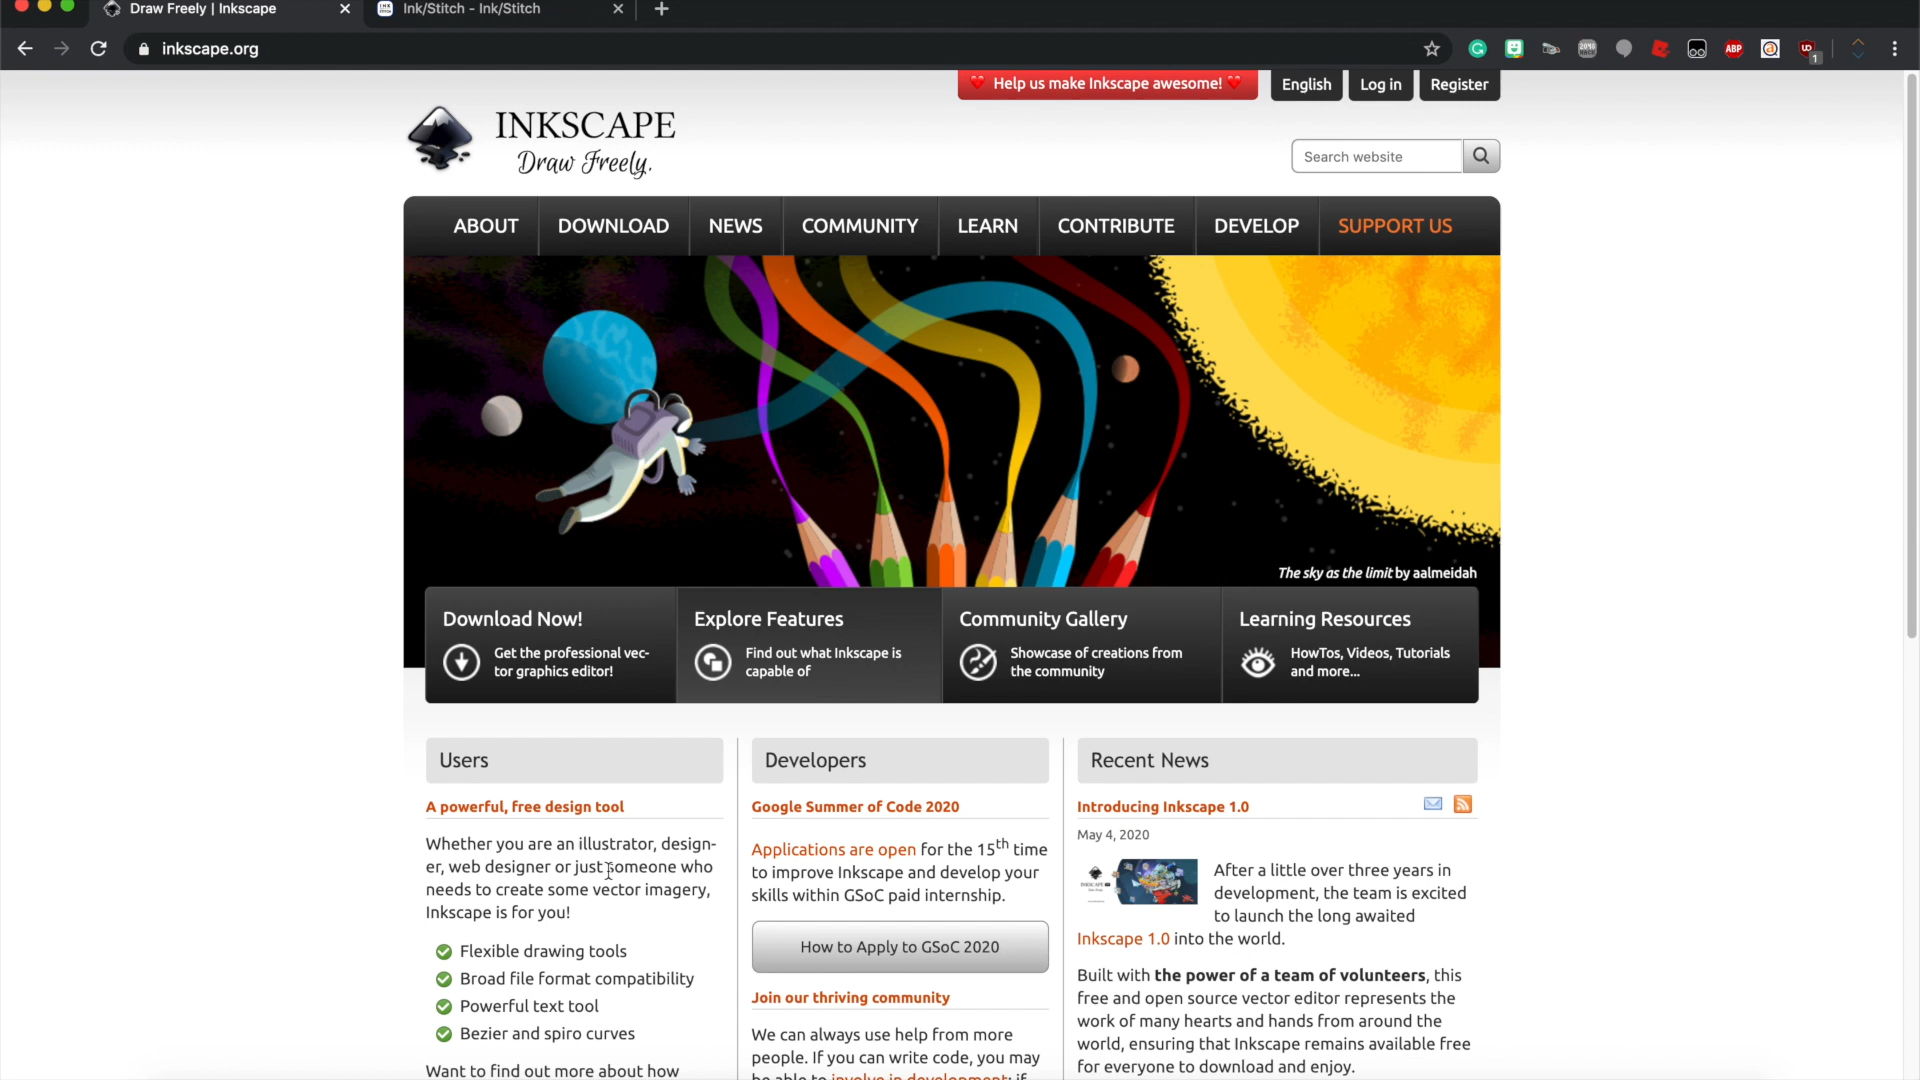 Draw Freely | Inkscape
Ink/Stitch - Ink/Stitch
inkscape.org
ABP
1
Help us make Inkscape awesome!
English
Log in
Register
INKSCAPE
Draw Freely.
Search website
ABOUT
DOWNLOAD
NEWS
COMMUNITY
LEARN
CONTRIBUTE
DEVELOP
SUPPORT US
The sky as the limit by aalmeidah
Download Now!
Get the professional vec-
tor graphics editor!
Explore Features
Find out what Inkscape is
capable of
Community Gallery
Showcase of creations from
the community
Learning Resources
HowTos, Videos, Tutorials
and more...
Users
A powerful, free design tool
Whether you are an illustrator, design-
er, web designer or just someone who
needs to create some vector imagery,
Inkscape is for you!
Flexible drawing tools
Broad file format compatibility
Powerful text tool
Bezier and spiro curves
Want to find out more about how
Developers
Google Summer of Code 2020
Applications are open for the 15th time
to improve Inkscape and develop your
skills within GSoC paid internship.
How to Apply to GSoC 2020
Join our thriving community
We can always use help from more
people. If you can write code, you may
be able to involve in development; if
Recent News
Introducing Inkscape 1.0
May 4, 2020
After a little over three years in
development, the team is excited
to launch the long awaited
Inkscape 1.0 into the world.
Built with the power of a team of volunteers, this
free and open source vector editor represents the
work of many hearts and hands from around the
world, ensuring that Inkscape remains available free
for everyone to download and enjoy.